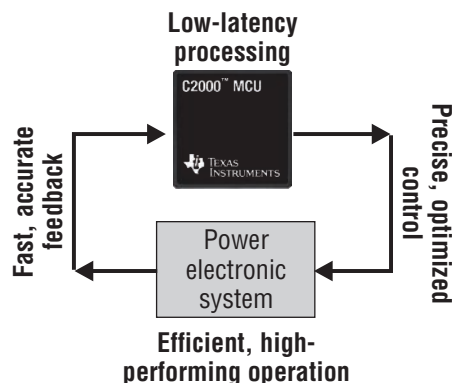 Low-latency
processing
C2000™ MCU
TEXAS
INSTRUMENTS
Fast, accurate
feedback
Precise, optimized
control
Power
electronic
system
Efficient, high-
performing operation